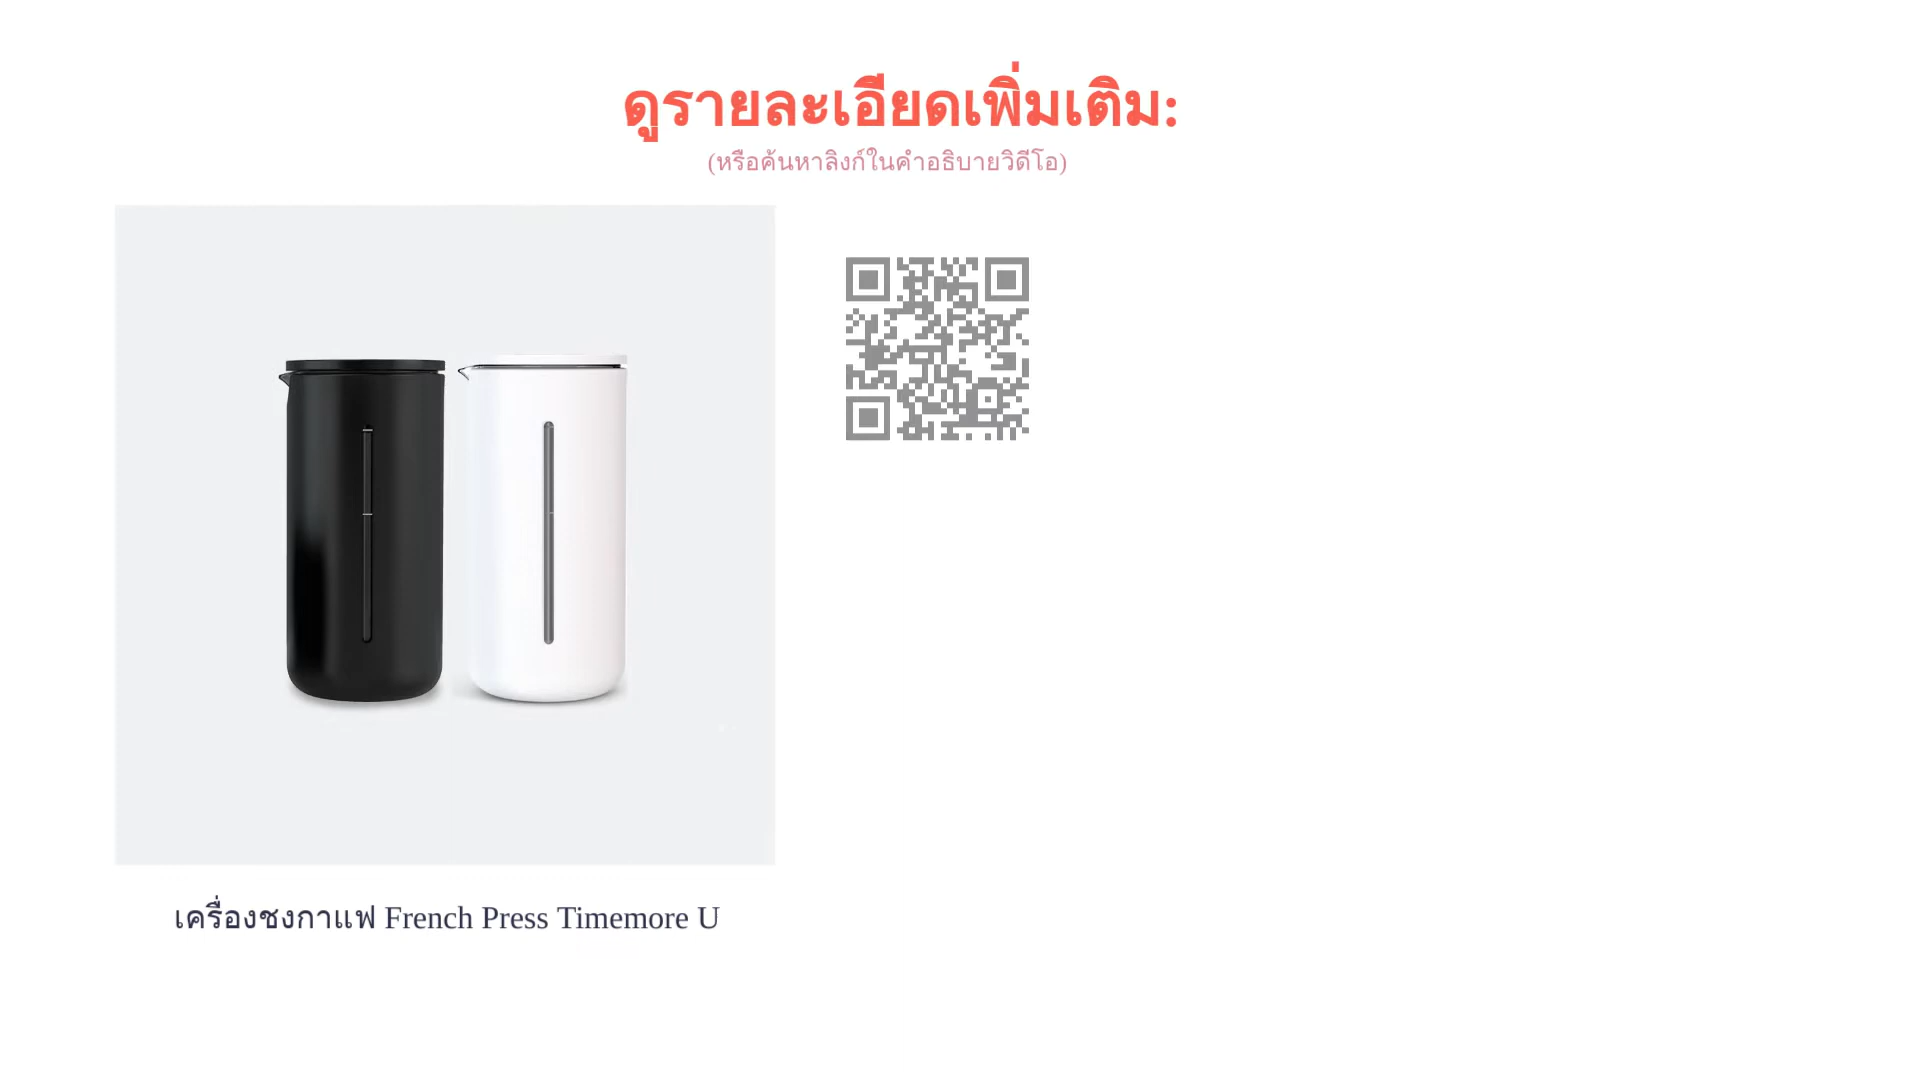 ดูรายละเอียดเพิ่มเติม:
(หรือค้นหาลิงก์ในคำอธิบายวิดีโอ)
เครื่องชงกาแฟ French Press Timemore U